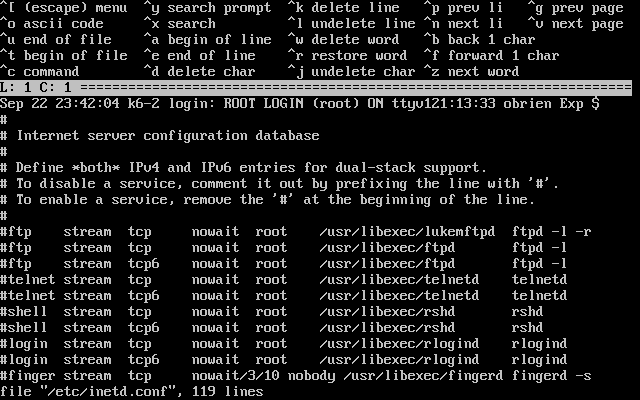 ^[ (escape) menu  ^y search prompt  ^k delete line   ^p prev li  ^g prev page
^o ascii code     ^x search         ^l undelete line ^n next li  ^v next page
^u end of file    ^a begin of line  ^w delete word   ^b back 1 char
^t begin of file  ^e end of line    ^r restore word  ^f forward 1 char
^c command        ^d delete char    ^j undelete char ^z next word
L: 1 C: 1 =====================================================================
Sep 22 23:42:04 k6-2 login: ROOT LOGIN (root) ON ttyv121:13:33 obrien Exp $
#
# Internet server configuration database
#
# Define *both* IPv4 and IPv6 entries for dual-stack support.
# To disable a service, comment it out by prefixing the line with '#'.
# To enable a service, remove the '#' at the beginning of the line.
#
#ftp    stream  tcp     nowait  root    /usr/libexec/lukemftpd  ftpd -l -r
#ftp    stream  tcp     nowait  root    /usr/libexec/ftpd       ftpd -l
#ftp    stream  tcp6    nowait  root    /usr/libexec/ftpd       ftpd -l
#telnet stream  tcp     nowait  root    /usr/libexec/telnetd    telnetd
#telnet stream  tcp6    nowait  root    /usr/libexec/telnetd    telnetd
#shell  stream  tcp     nowait  root    /usr/libexec/rshd       rshd
#shell  stream  tcp6    nowait  root    /usr/libexec/rshd       rshd
#login  stream  tcp     nowait  root    /usr/libexec/rlogind    rlogind
#login  stream  tcp6    nowait  root    /usr/libexec/rlogind    rlogind
#finger stream  tcp     nowait/3/10 nobody /usr/libexec/fingerd fingerd -s
file "/etc/inetd.conf", 119 lines